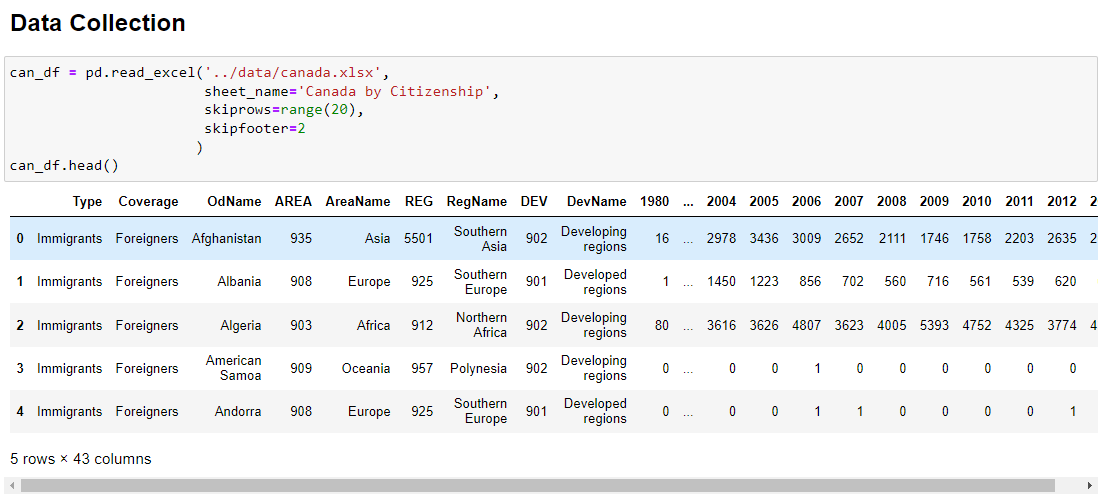 Data Collection
can_df = pd.read_excel('../data/canada.xlsx',
                        sheet_name='Canada by Citizenship',
                        skiprows=range(20),
                        skipfooter=2
                       )
can_df.head()
Type Coverage OdName AREA AreaName REG RegName DEV DevName 1980 ... 2004 2005 2006 2007 2008 2009 2010 2011 2012 2
0 Immigrants Foreigners Afghanistan 935 Asia 5501 Southern Asia 902 Developing regions 16 ... 2978 3436 3009 2652 2111 1746 1758 2203 2635 2
1 Immigrants Foreigners Albania 908 Europe 925 Southern Europe 901 Developed regions 1 ... 1450 1223 856 702 560 716 561 539 620
2 Immigrants Foreigners Algeria 903 Africa 912 Northern Africa 902 Developing regions 80 ... 3616 3626 4807 3623 4005 5393 4752 4325 3774 4
3 Immigrants Foreigners American Samoa 909 Oceania 957 Polynesia 902 Developing regions 0 ... 0 0 1 0 0 0 0 0 0
4 Immigrants Foreigners Andorra 908 Europe 925 Southern Europe 901 Developed regions 0 ... 0 0 1 1 0 0 0 0 1
5 rows × 43 columns